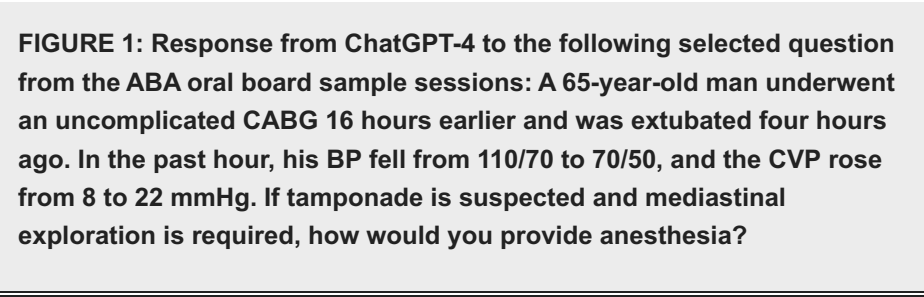 FIGURE 1: Response from ChatGPT-4 to the following selected question
from the ABA oral board sample sessions: A 65-year-old man underwent
an uncomplicated CABG 16 hours earlier and was extubated four hours
ago. In the past hour, his BP fell from 110/70 to 70/50, and the CVP rose
from 8 to 22 mmHg. If tamponade is suspected and mediastinal
exploration is required, how would you provide anesthesia?